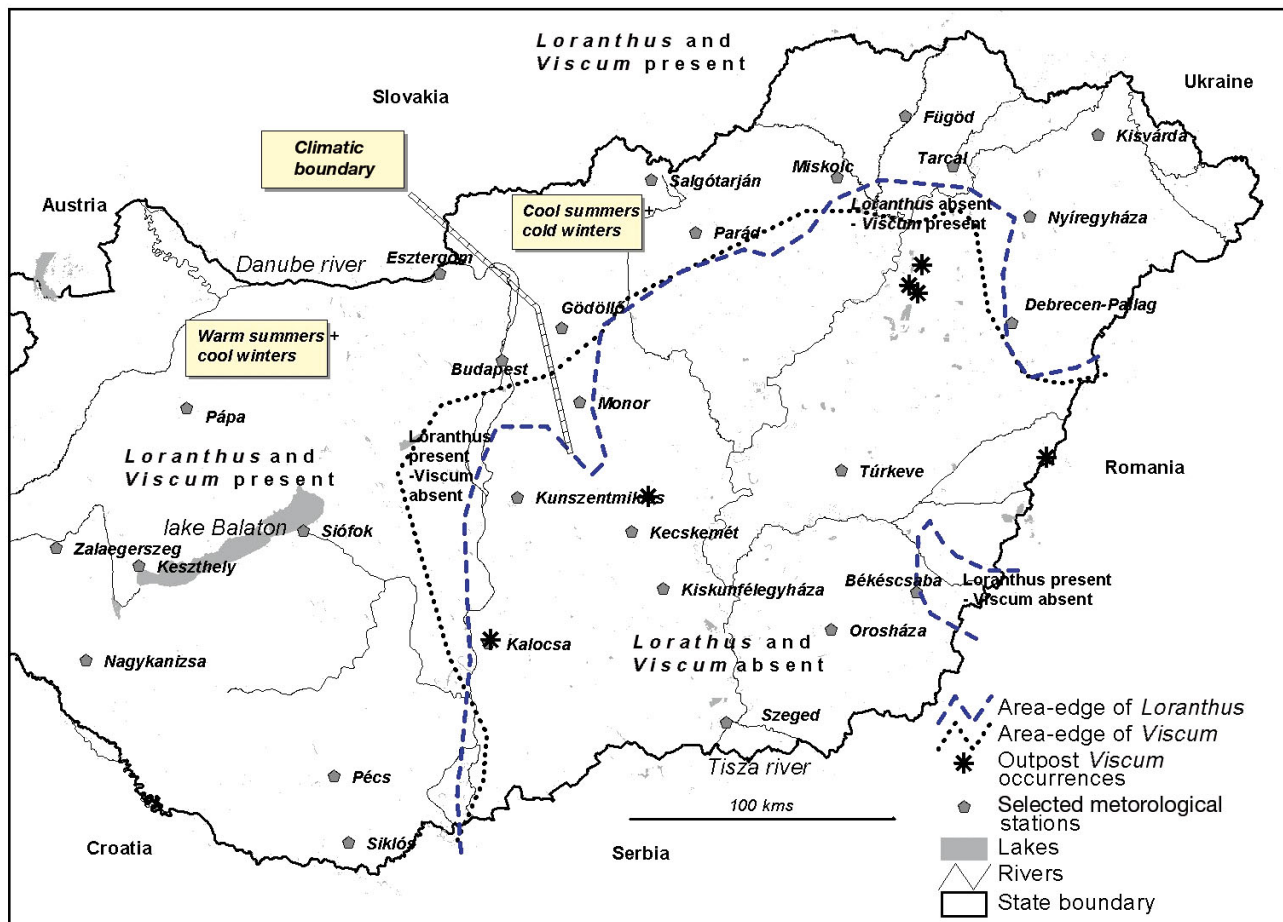 Loranthus and
Viscum present
Ukraine
Slovakia
Fügöd
Kisvárda
Climatic
boundary
Tarcal
Miskolc
Salgótarján
Austria
Cool summers +
cold winters
Loranthus absent
- Viscum present
Nyíregyháza
Parád
Esztergom
Danube river
Gödöllő
Debrecen-Pallag
Warm summers +
cool winters
Budapest
Monor
Pápa
Loranthus
present
-Viscum
absent
Loranthus and
Viscum present
Túrkeve
Romania
Kunszentmiklós
lake Balaton
Siófok
Kecskemét
Zalaegerszeg
Keszthely
Kiskunfélegyháza
Békéscsaba
Loranthus present
- Viscum absent
Orosháza
Lorathus and
Viscum absent
Kalocsa
Nagykanizsa
Szeged
Tisza river
Pécs
100 kms
Siklós
Croatia
Serbia
Area-edge of Loranthus
Area-edge of Viscum
Outpost Viscum
occurrences
Selected metorological
stations
Lakes
Rivers
State boundary